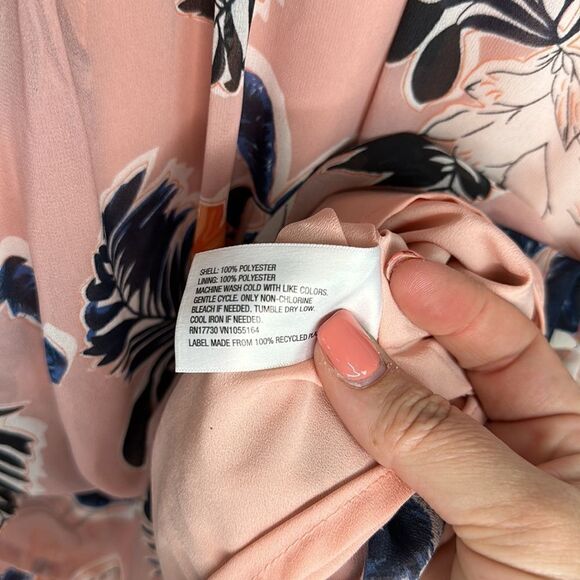 SHELL: 100% POLYESTER
LINING: 100% POLYESTER
MACHINE WASH COLD WITH LIKE COLORS.
GENTLE CYCLE. ONLY NON-CHLORINE
BLEACH IF NEEDED. TUMBLE DRY LOW.
COOL IRON IF NEEDED.
RN17730 VN1055164
LABEL MADE FROM 100% RECYCLED